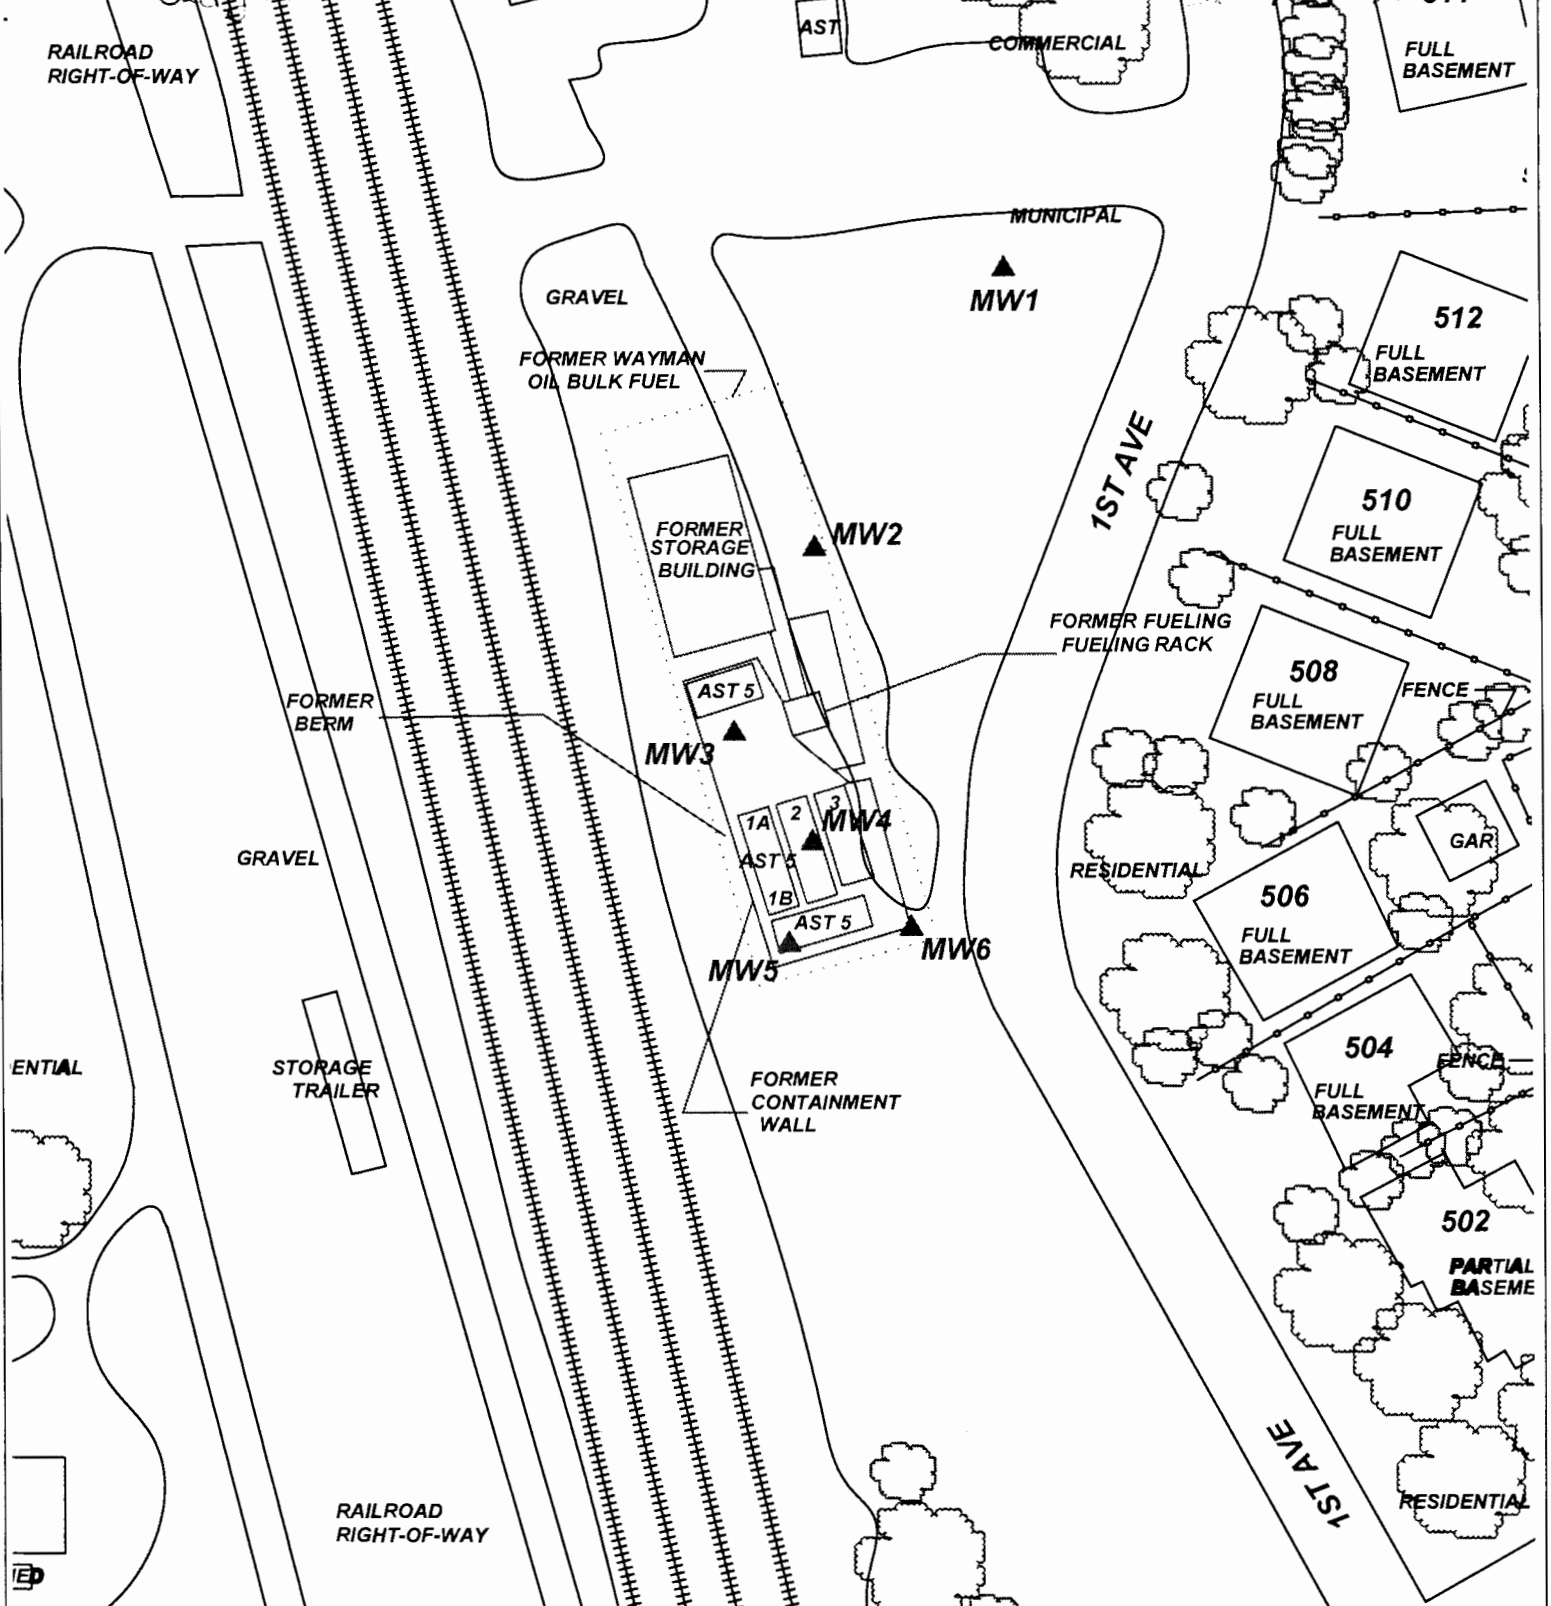 RAILROAD
RIGHT-OF-WAY
AST
COMMERCIAL
FULL
BASEMENT
MUNICIPAL
MW1
GRAVEL
FORMER WAYMAN
OIL BULK FUEL
512
FULL
BASEMENT
1ST AVE
510
FULL
BASEMENT
FORMER
STORAGE
BUILDING
MW2
FORMER FUELING
FUELING RACK
508
FULL
BASEMENT
FENCE
AST 5
FORMER
BERM
MW3
1A
2
3
MW4
AST 5
1B
AST 5
MW5
MW6
GRAVEL
GAR
RESIDENTIAL
506
FULL
BASEMENT
504
FULL
BASEMENT
FENCE
ENTIAL
STORAGE
TRAILER
FORMER
CONTAINMENT
WALL
502
PARTIAL
BASEME
1ST AVE
RESIDENTIAL
RAILROAD
RIGHT-OF-WAY